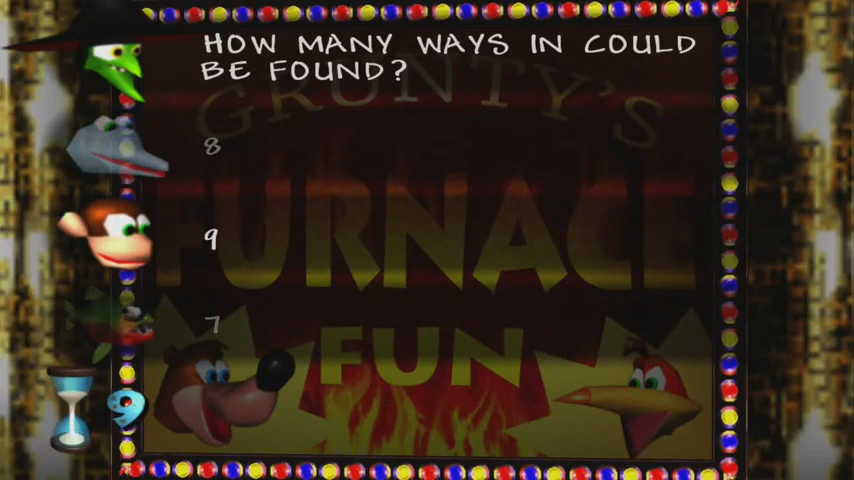 HOW MANY WAYS IN COULD
BE FOUND?
GRUNTY'S
8
FURNACE
9
7
FUN
9